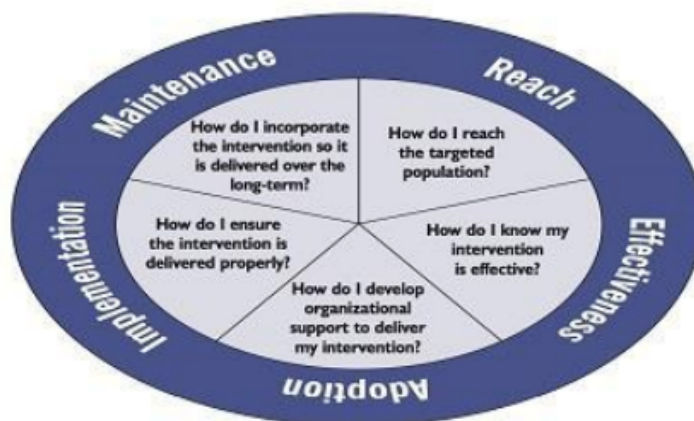 Maintenance
Reach
How do I incorporate
the intervention so it
is delivered over the
long-term?
How do I reach
the targeted
population?
Implementation
How do I ensure
the intervention is
delivered properly?
How do I know my
intervention
is effective?
Effectiveness
How do I develop
organizational
support to deliver
my intervention?
Adoption